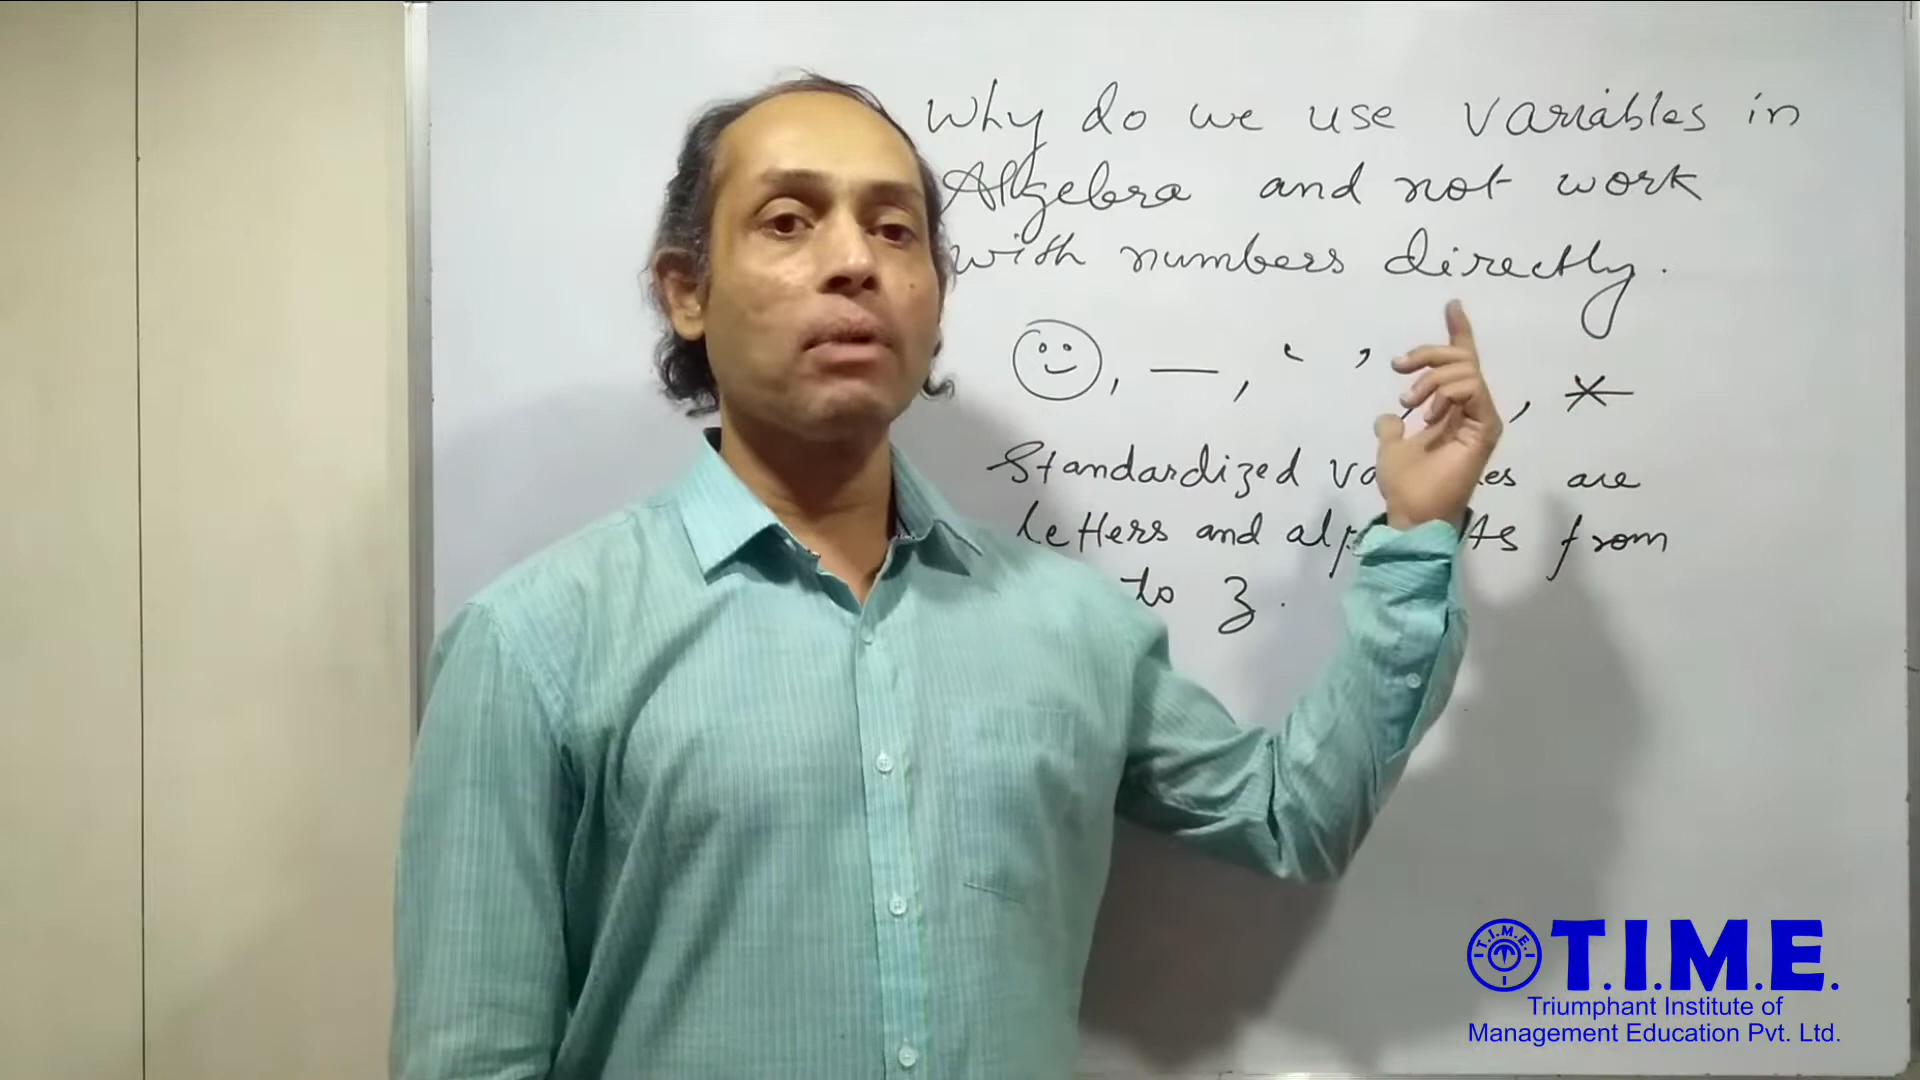 Why do we use variables in
Algebra and not work
with numbers directly.
Standardized are
letters and from
to z.
T.I.M.E.
T.I.M.E.
Triumphant Institute of
Management Education Pvt. Ltd.